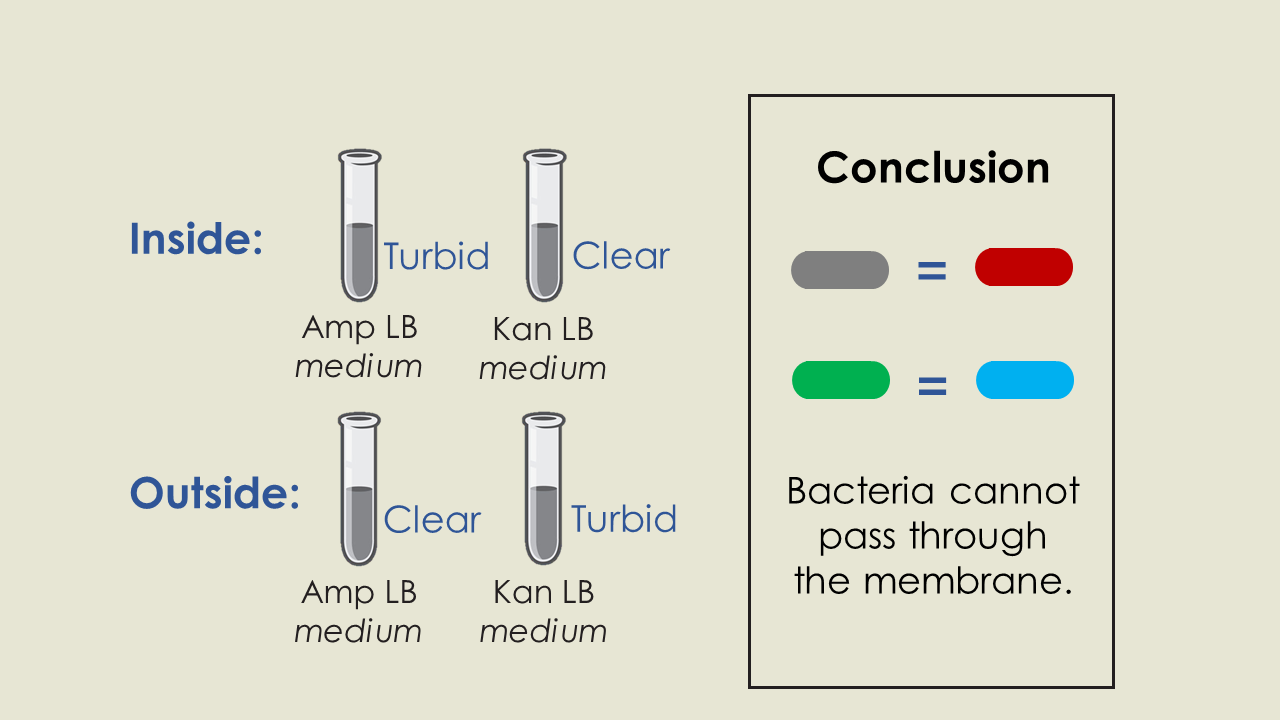 Inside:
Turbid
Clear
Amp LB
medium
Kan LB
medium
Outside:
Clear
Turbid
Amp LB
medium
Kan LB
medium
Conclusion
=
=
Bacteria cannot
pass through
the membrane.